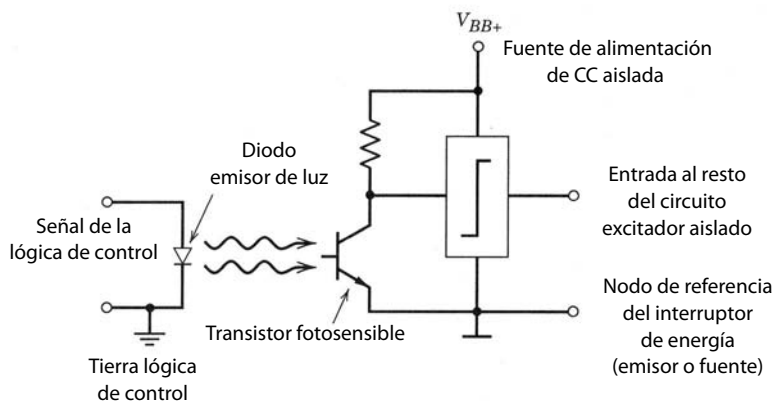 V_BB+
Fuente de alimentación
de CC aislada
Diodo
emisor de luz
Señal de la
lógica de control
Entrada al resto
del circuito
excitador aislado
Nodo de referencia
del interruptor
de energía
(emisor o fuente)
Transistor fotosensible
Tierra lógica
de control